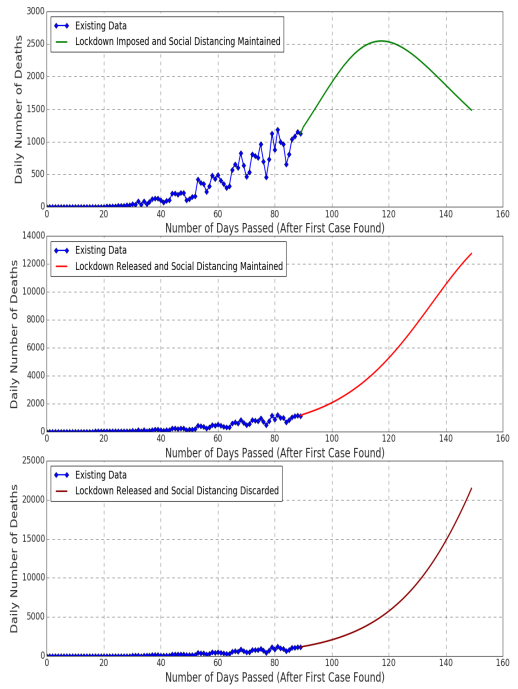 3000
2500
2000
1500
1000
500
0
Daily Number of Deaths
Existing Data
Lockdown Imposed and Social Distancing Maintained
0 20 40 60 80 100 120 140 160
Number of Days Passed (After First Case Found)
14000
12000
10000
8000
6000
4000
2000
0
Daily Number of Deaths
Existing Data
Lockdown Released and Social Distancing Maintained
0 20 40 60 80 100 120 140 160
Number of Days Passed (After First Case Found)
25000
20000
15000
10000
5000
0
Daily Number of Deaths
Existing Data
Lockdown Released and Social Distancing Discarded
0 20 40 60 80 100 120 140 160
Number of Days Passed (After First Case Found)